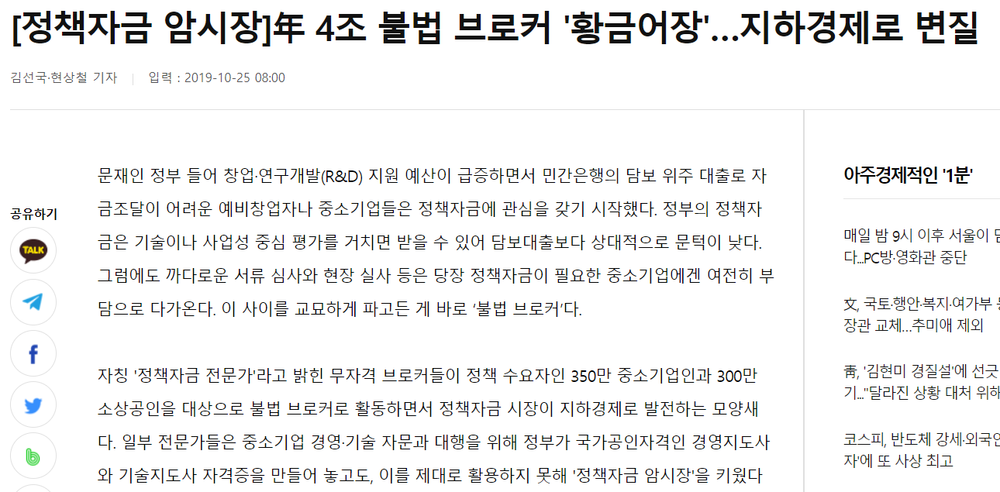 [정책자금 암시장]年 4조 불법 브로커 '황금어장'…지하경제로 변질
김선국·현상철 기자 | 입력 : 2019-10-25 08:00
공유하기
TALK
문재인 정부 들어 창업·연구개발(R&D) 지원 예산이 급증하면서 민간은행의 담보 위주 대출로 자
금조달이 어려운 예비창업자나 중소기업들은 정책자금에 관심을 갖기 시작했다. 정부의 정책자
금은 기술이나 사업성 중심 평가를 거치면 받을 수 있어 담보대출보다 상대적으로 문턱이 낮다.
그럼에도 까다로운 서류 심사와 현장 실사 등은 당장 정책자금이 필요한 중소기업에겐 여전히 부
담으로 다가온다. 이 사이를 교묘하게 파고든 게 바로 ‘불법 브로커’다.
자칭 '정책자금 전문가'라고 밝힌 무자격 브로커들이 정책 수요자인 350만 중소기업인과 300만
소상공인을 대상으로 불법 브로커로 활동하면서 정책자금 시장이 지하경제로 발전하는 모양새
다. 일부 전문가들은 중소기업 경영·기술 자문과 대행을 위해 정부가 국가공인자격인 경영지도사
와 기술지도사 자격증을 만들어 놓고도, 이를 제대로 활용하지 못해 '정책자금 암시장'을 키웠다
아주경제적인 '1분'
매일 밤 9시 이후 서울이
다...PC방·영화관 중단
文, 국토·행안·복지·여가부
장관 교체…추미애 제외
靑, '김현미 경질설'에 선긋
기..."달라진 상황 대처 위해
코스피, 반도체 강세·외국인
자'에 또 사상 최고